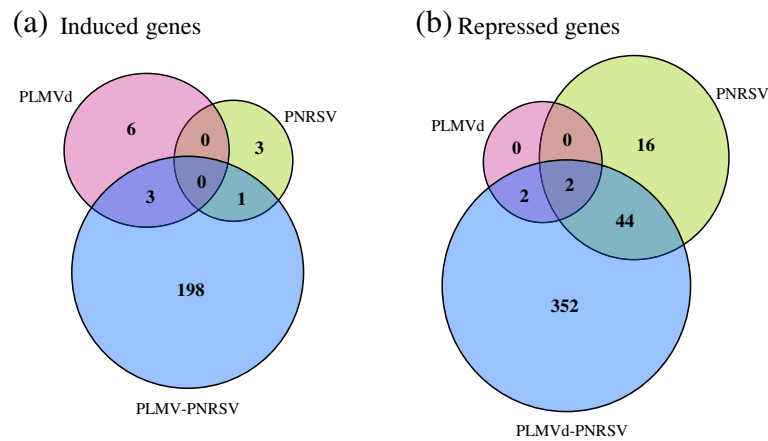 (a) Induced genes
PLMVd
PNRSV
6
0
3
0
3
1
198
PLMV-PNRSV
(b) Repressed genes
PNRSV
PLMVd
0
0
16
2
2
44
352
PLMVd-PNRSV